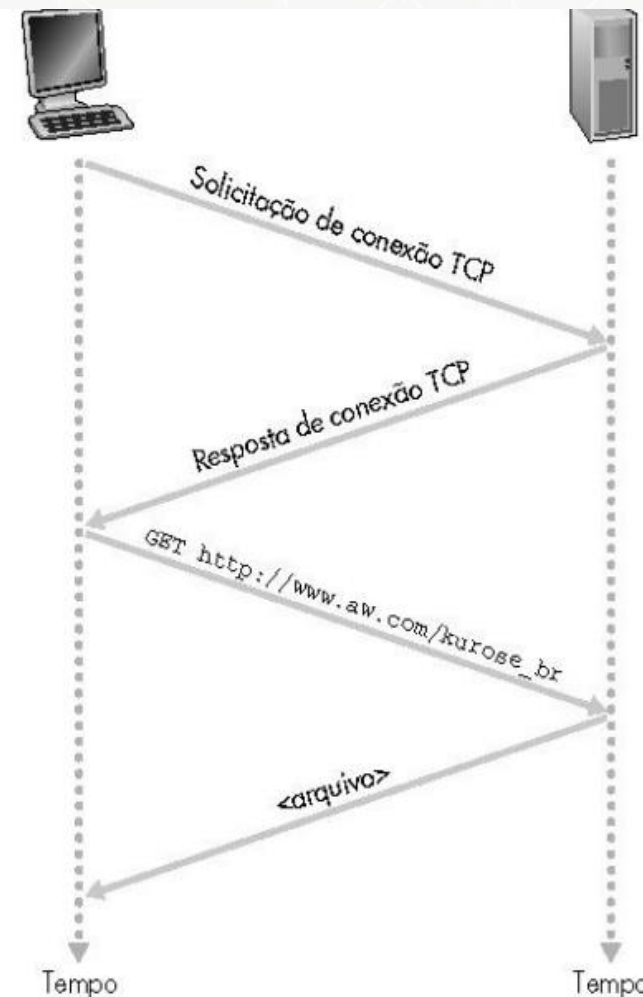 Solicitação de conexão TCP
Resposta de conexão TCP
GET http://www.aw.com/kurose_br
<arquivo>
Tempo
Tempo